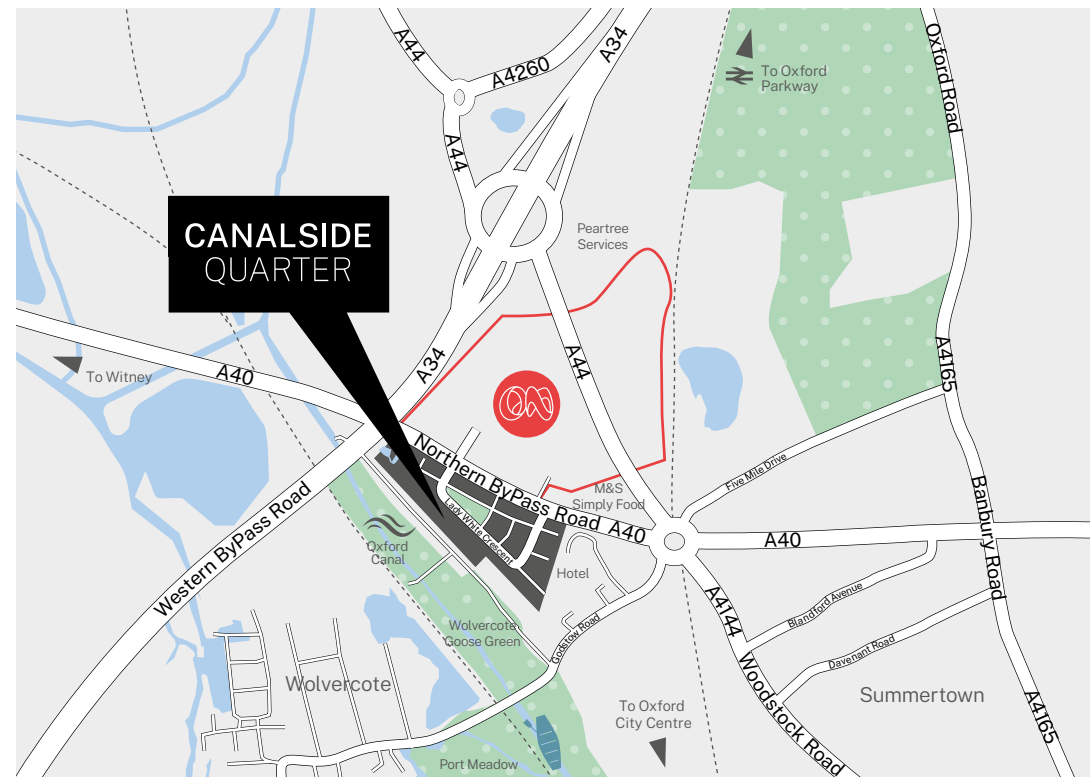 A44
A4260
A34
To Oxford
Parkway
Oxford Road
A44
CANALSIDE
QUARTER
Peartree
Services
To Witney
A40
A34
A44
A4165
Northern ByPass Road A40
Five Mile Drive
M&S
Simply Food
Banbury Road
Lady White Crescent
Western ByPass Road
Oxford
Canal
A40
Hotel
Wolvercote
Goose Green
Godstow Road
A4144
Blandford Avenue
Davenant Road
Wolvercote
Woodstock Road
Summertown
To Oxford
City Centre
A4165
Port Meadow